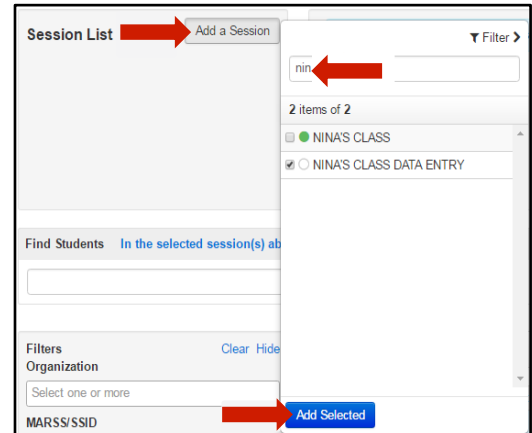 Session List
Add a Session
Filter
nin
2 items of 2
NINA'S CLASS
NINA'S CLASS DATA ENTRY
Find Students In the selected session(s) ab
Filters
Clear Hide
Organization
Select one or more
MARSS/SSID
Add Selected